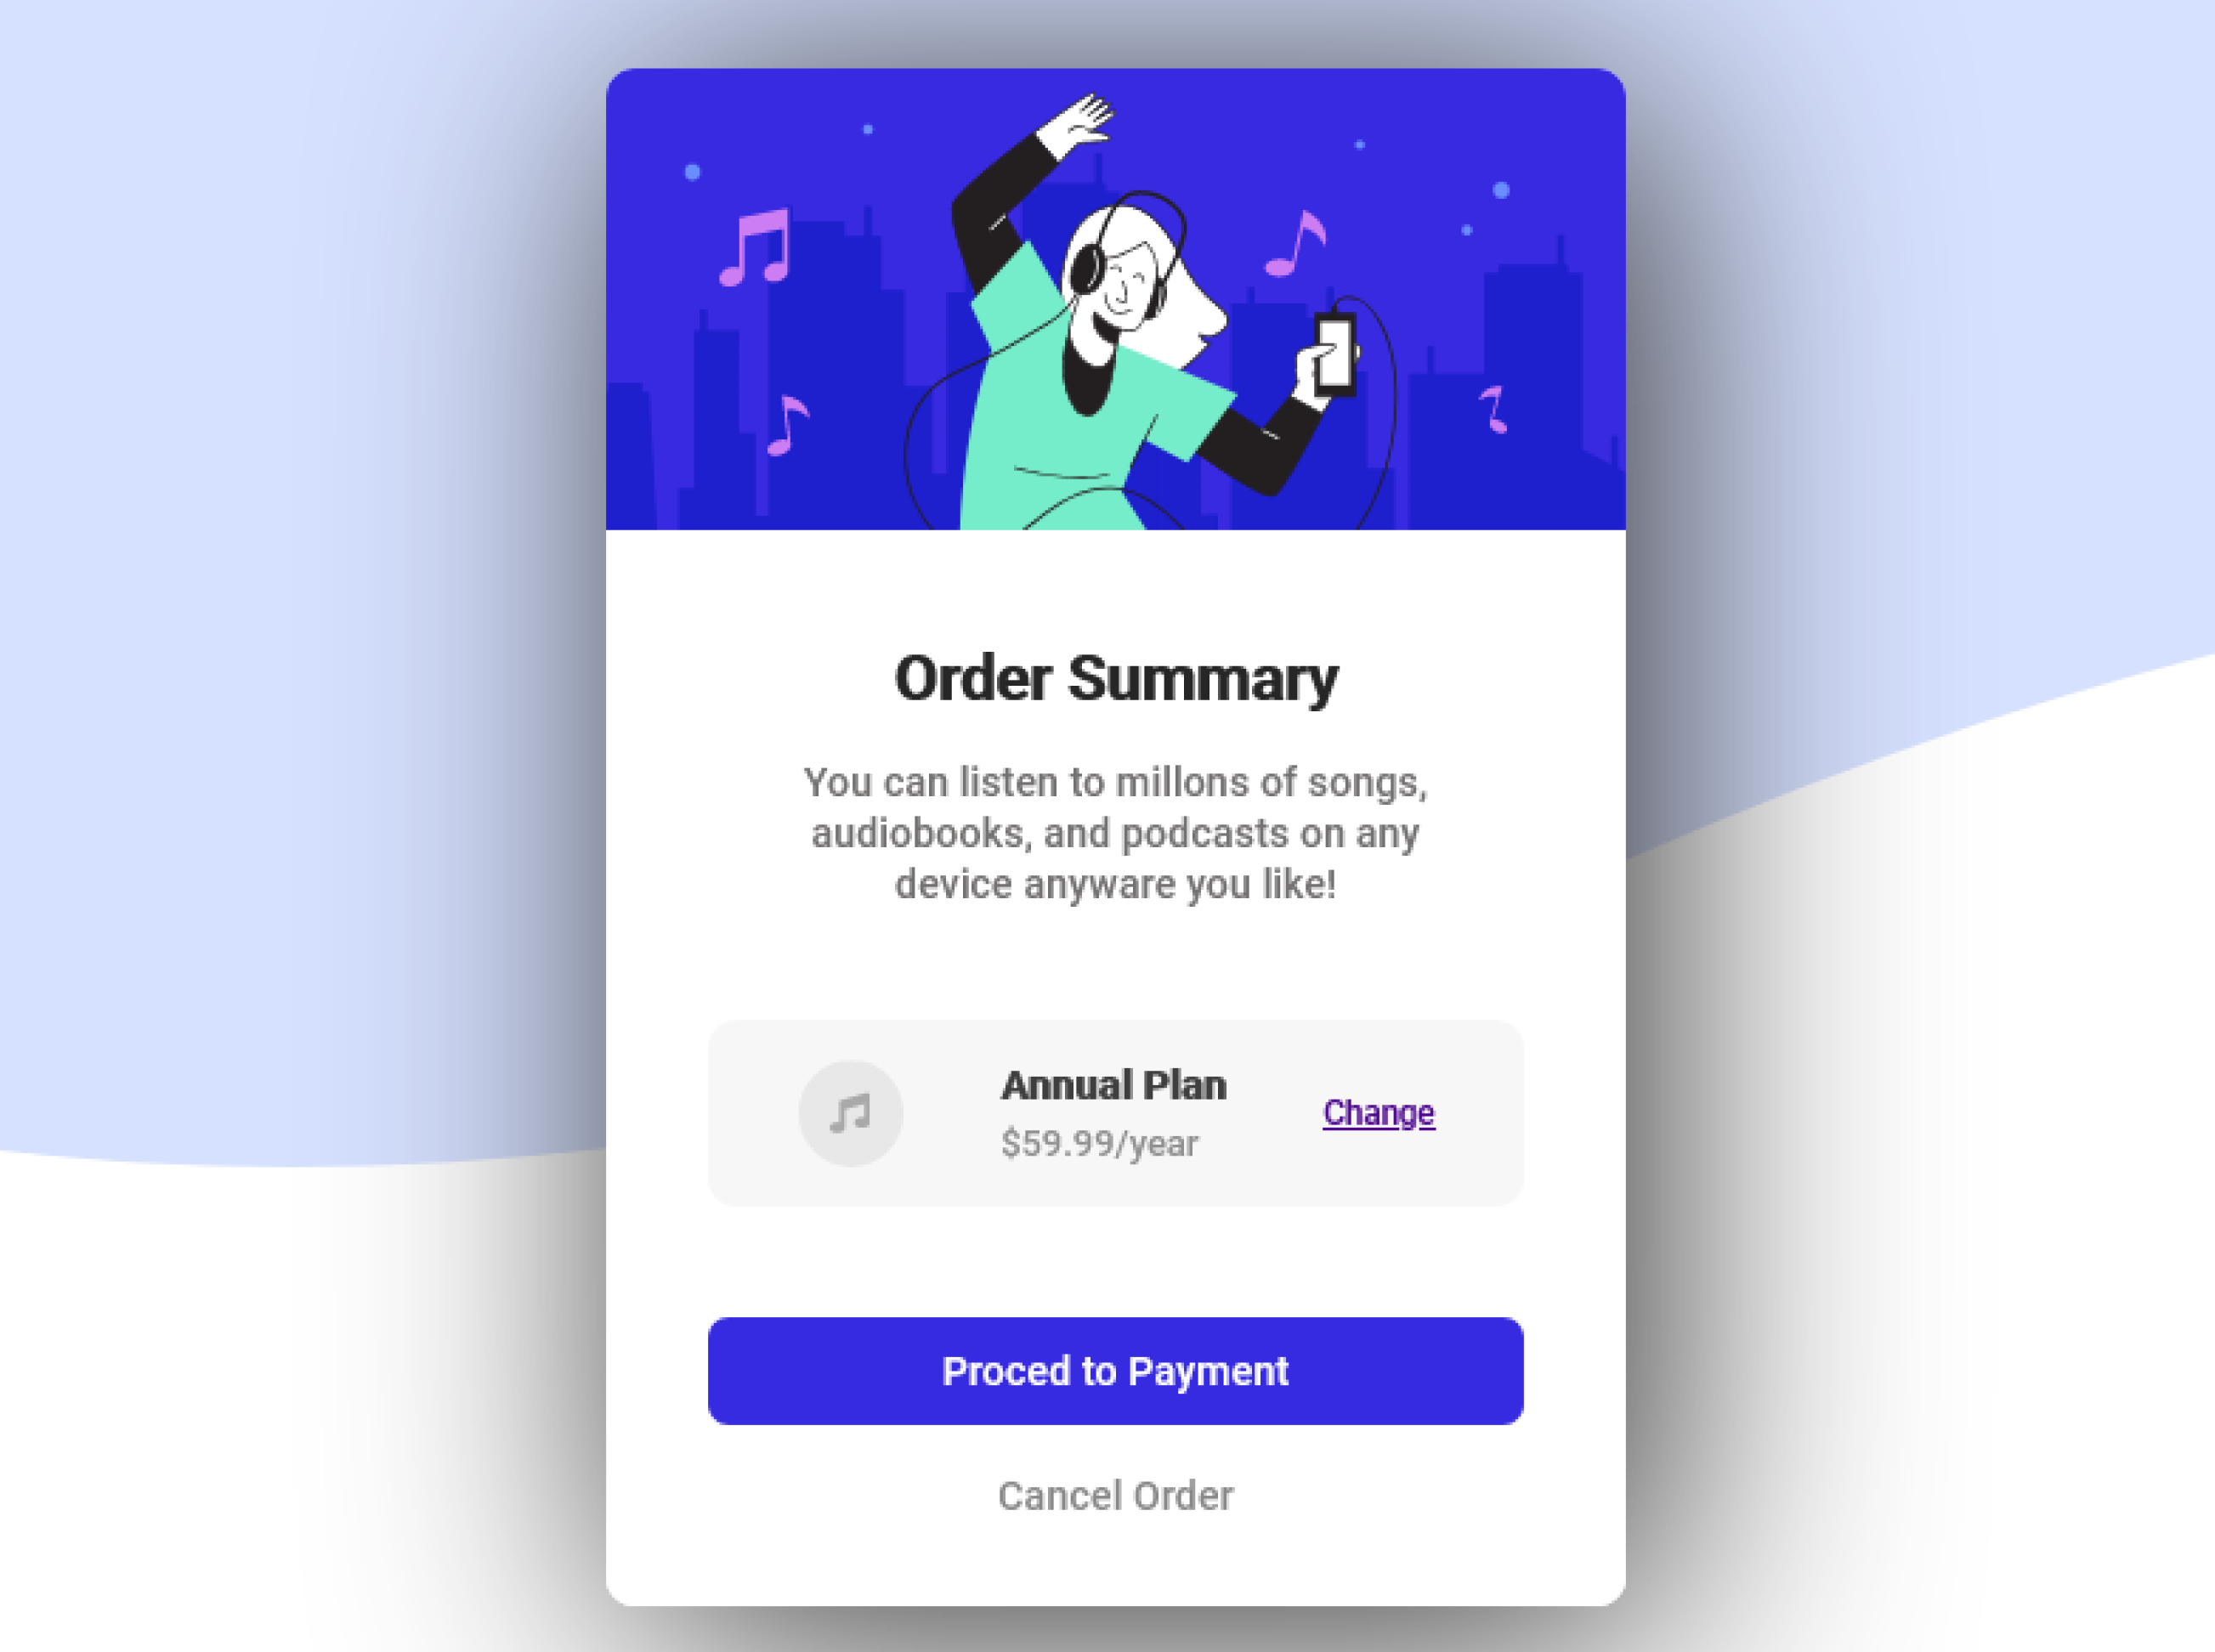 Order Summary
You can listen to millons of songs,
audiobooks, and podcasts on any
device anyware you like!
Annual Plan
$59.99/year
Change
Proced to Payment
Cancel Order